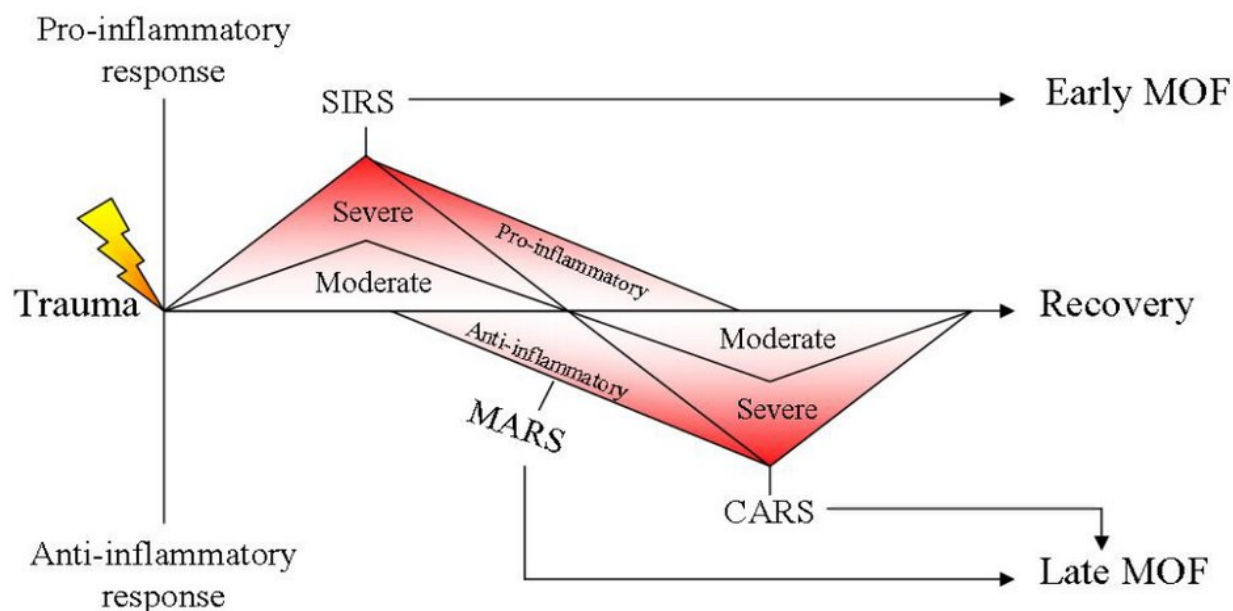 Pro-inflammatory
response
SIRS
Early MOF
Severe
Pro-inflammatory
Moderate
Trauma
Recovery
Anti-inflammatory
Moderate
Severe
MARS
CARS
Anti-inflammatory
response
Late MOF